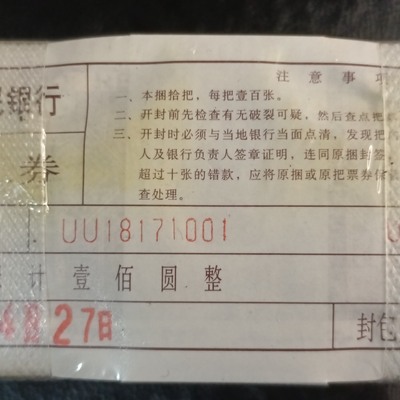 注意事项
一、本捆拾把，每把壹百张。
二、开封前先检查有无破裂可疑，然后查点把
三、开封时必须与当地银行当面点清，发现把
人及银行负责人签章证明，连同原捆封签
超过十张的错款，应将原捆或原把票券
查处理。
银行
券
UU18171001
计壹佰圆整
27日
封包